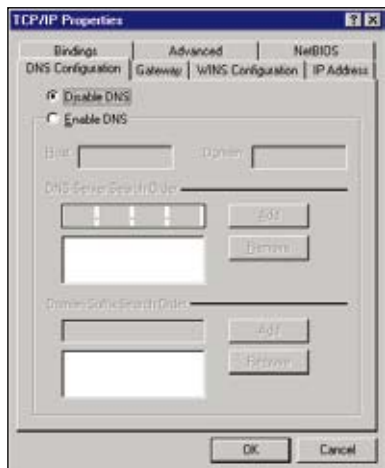 TCP/IP Properties
Bindings Advanced NetBIOS
DNS Configuration Gateway WINS Configuration IP Address
Disable DNS
Enable DNS
Host: Domain:
DNS Server Search Order
Add
Remove
Domain Suffix Search Order
Add
Remove
OK Cancel